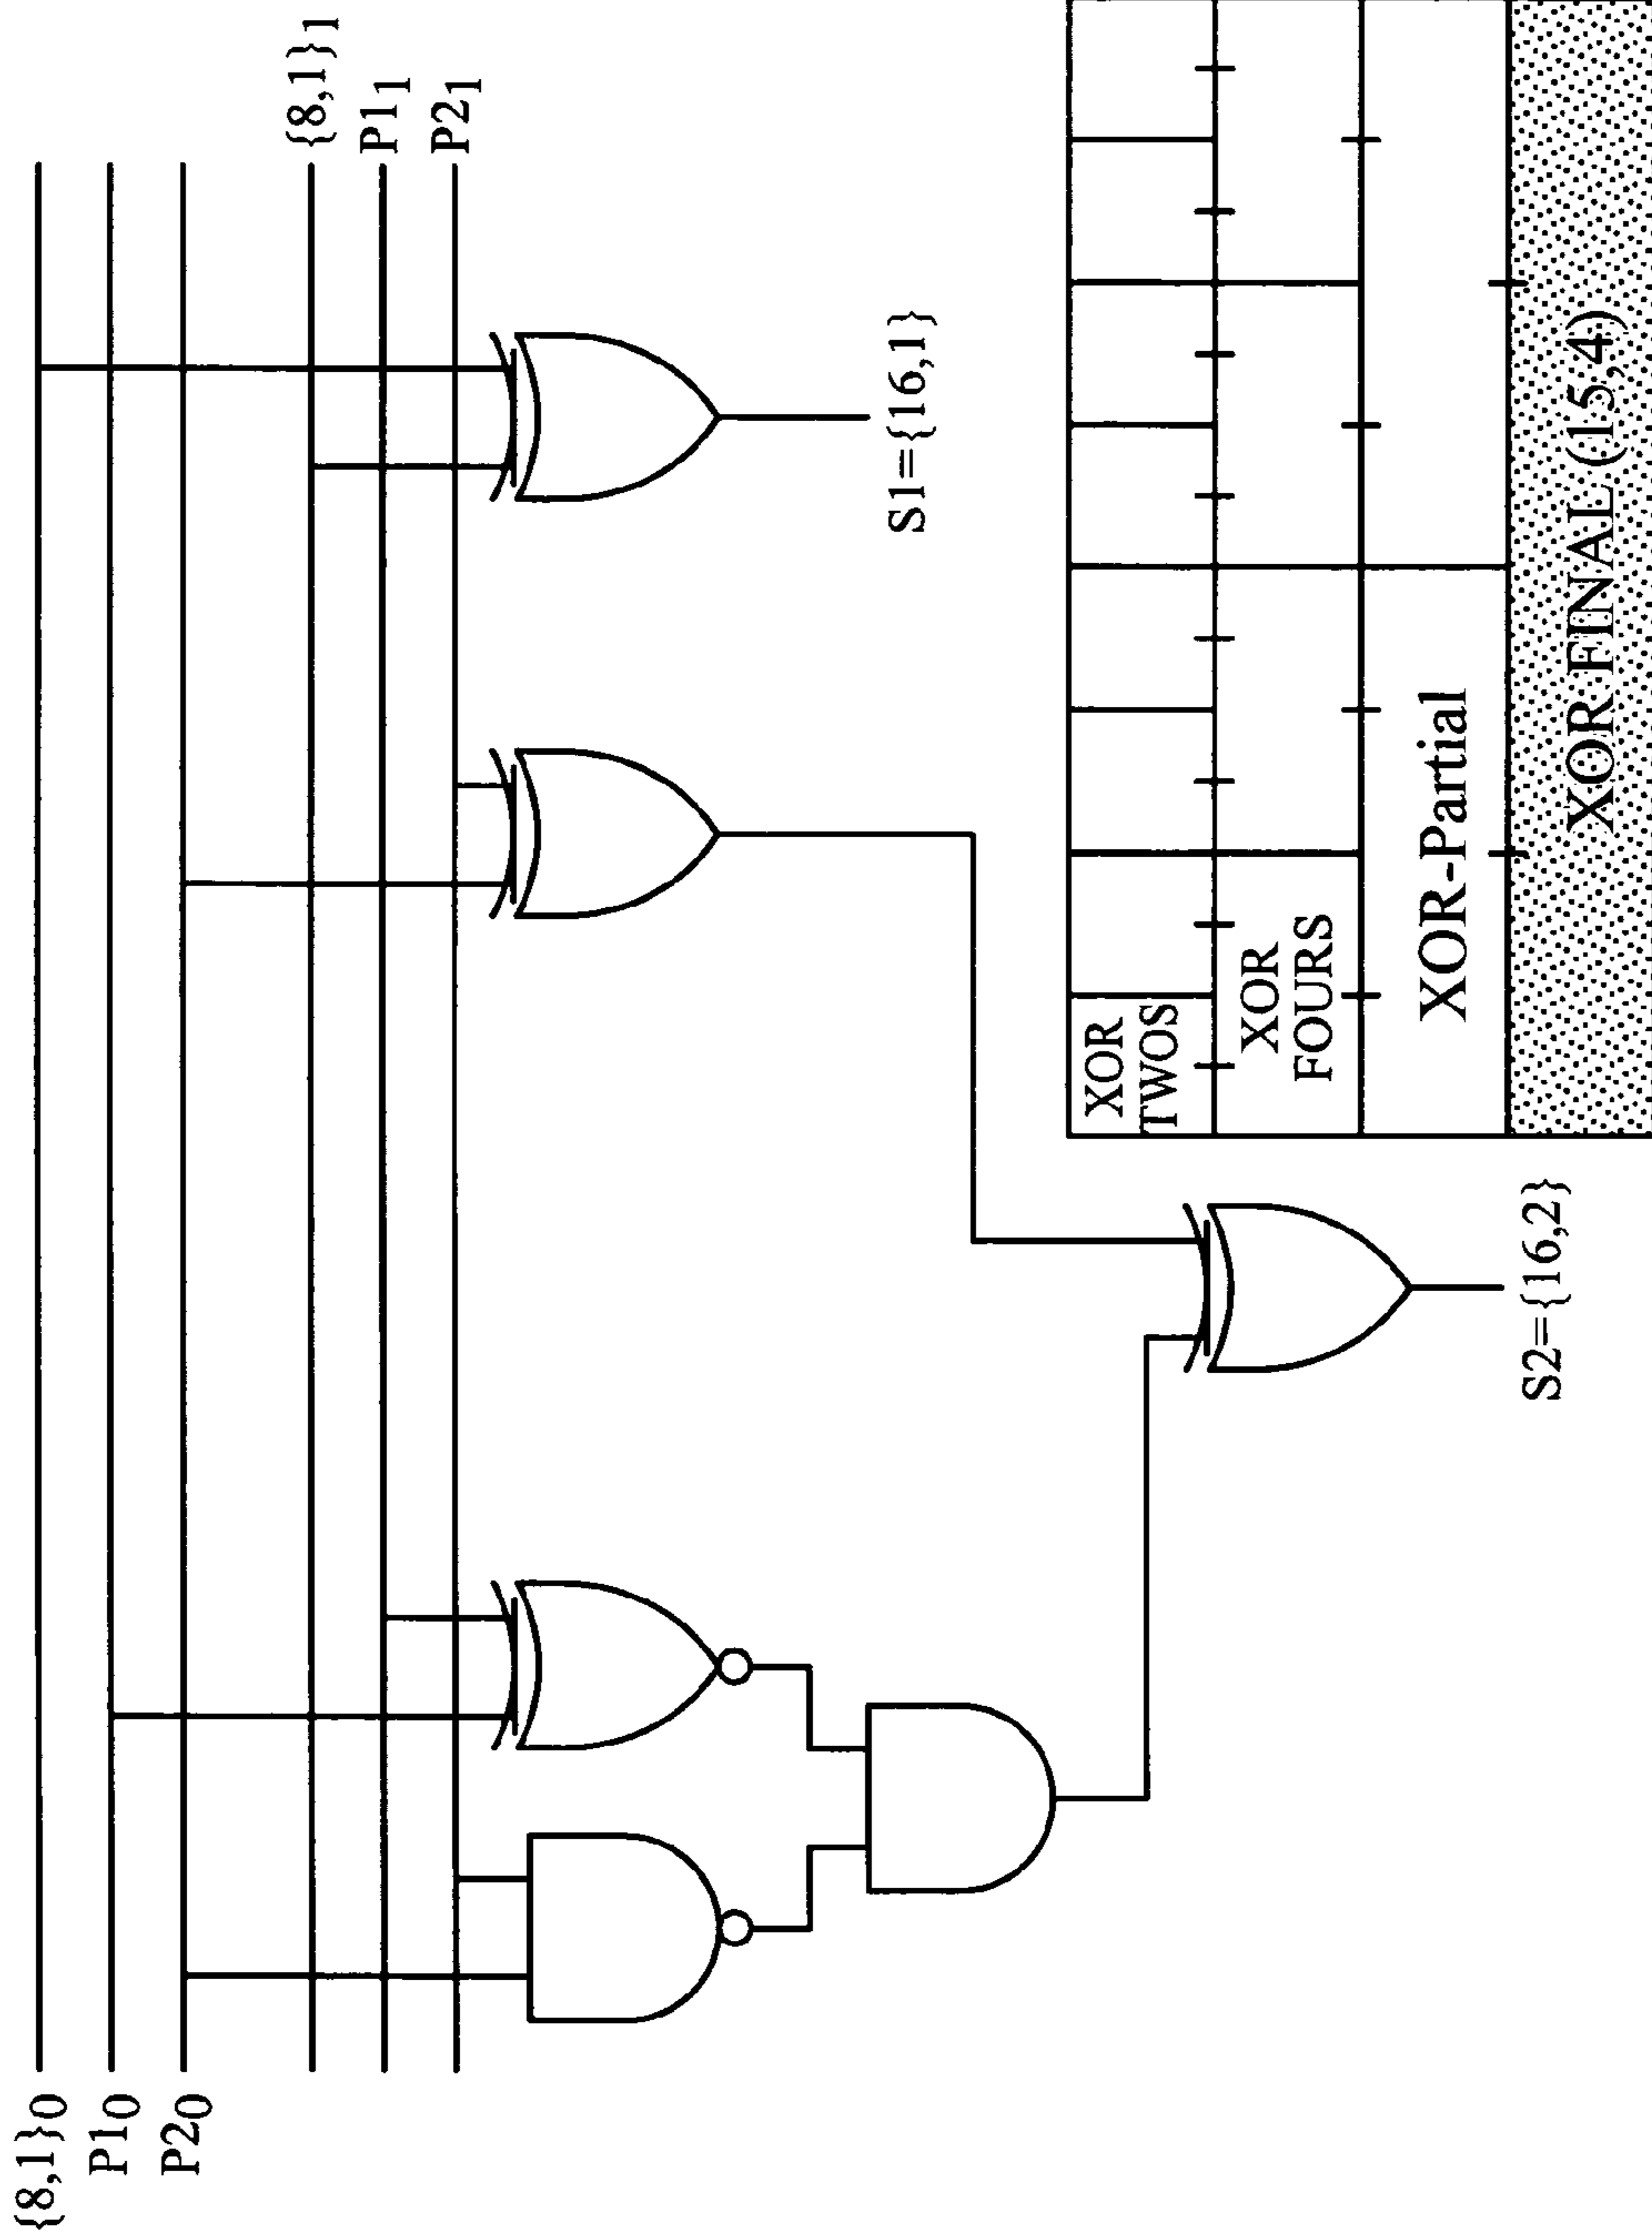 {8,1}0
P10
P20
{8,1}1
P11
P21
S1={16,1}
S2={16,2}
XOR
TWOS
XOR
FOURS
XOR-Partial
XOR FINAL (15,4)